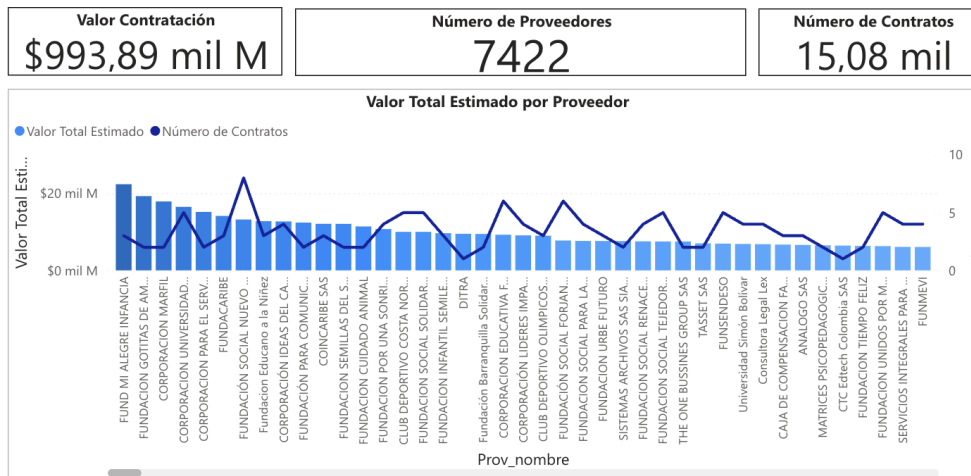 Valor Contratación
$993,89 mil M
Número de Proveedores
7422
Número de Contratos
15,08 mil
Valor Total Estimado por Proveedor
Valor Total Estimado
Número de Contratos
Valor Total Esti...
$20 mil M
$0 mil M
10
5
0
FUND MI ALEGRE INFANCIA
FUNDACION GOTITAS DE AM...
CORPORACION MARFIL
CORPORACION UNIVERSIDAD...
CORPORACION PARA EL SERV...
FUNDACARIBE
FUNDACIÓN SOCIAL NUEVO ...
Fundacion Educano a la Niñez
CORPORACIÓN IDEAS DEL CA...
FUNDACIÓN PARA COMUNIC...
COINCARIBE SAS
FUNDACION SEMILLAS DEL S...
FUNDACION CUIDADO ANIMAL
FUNDACION POR UNA SONRI...
CLUB DEPORTIVO COSTA NOR...
FUNDACION SOCIAL SOLIDAR...
FUNDACION INFANTIL SEMILE...
DITRA
Fundación Barranquilla Solidar...
CORPORACION EDUCATIVA F...
CORPORACION LIDERES IMPA...
CLUB DEPORTIVO OLIMPICOS...
FUNDACIÓN SOCIAL FORJAN...
FUNDACION SOCIAL PARA LA...
FUNDACION URBE FUTURO
SISTEMAS ARCHIVOS SAS SIA...
FUNDACION SOCIAL RENACE...
FUNDACION SOCIAL TEJEDOR...
THE ONE BUSSINES GROUP SAS
TASSET SAS
FUNSENDESO
Universidad Simón Bolívar
Consultora Legal Lex
CAJA DE COMPENSACION FA...
ANALOGO SAS
MATRICES PSICOPEDAGOGIC...
CTC Edtech Colombia SAS
FUNDACION TIEMPO FELIZ
FUNDACION UNIDOS POR M...
SERVICIOS INTEGRALES PARA ...
FUNMEVI
Prov_nombre